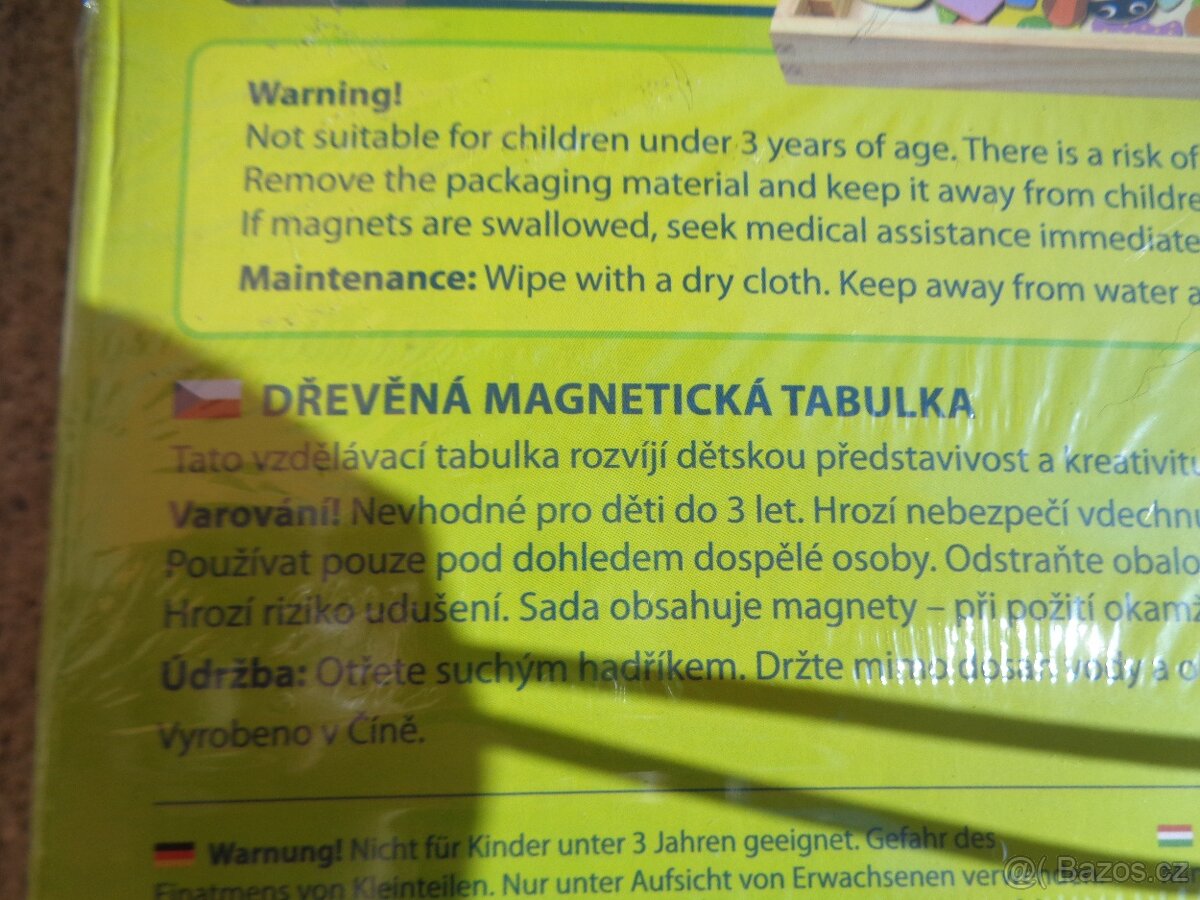 Warning!
Not suitable for children under 3 years of age. There is a risk of
Remove the packaging material and keep it away from childre
If magnets are swallowed, seek medical assistance immediate
Maintenance: Wipe with a dry cloth. Keep away from water a
DŘEVĚNÁ MAGNETICKÁ TABULKA
Tato vzdělávací tabulka rozvíjí dětskou představivost a kreativitu
Varování! Nevhodné pro děti do 3 let. Hrozí nebezpečí vdechnu
Používat pouze pod dohledem dospělé osoby. Odstraňte obalo
Hrozí riziko udušení. Sada obsahuje magnety – při požití okamž
Údržba: Otřete suchým hadříkem. Držte mimo dosah vody a o
Vyrobeno v Číně.
Warnung! Nicht für Kinder unter 3 Jahren geeignet. Gefahr des
Einatmens von Kleinteilen. Nur unter Aufsicht von Erwachsenen
@( Bazos.cz